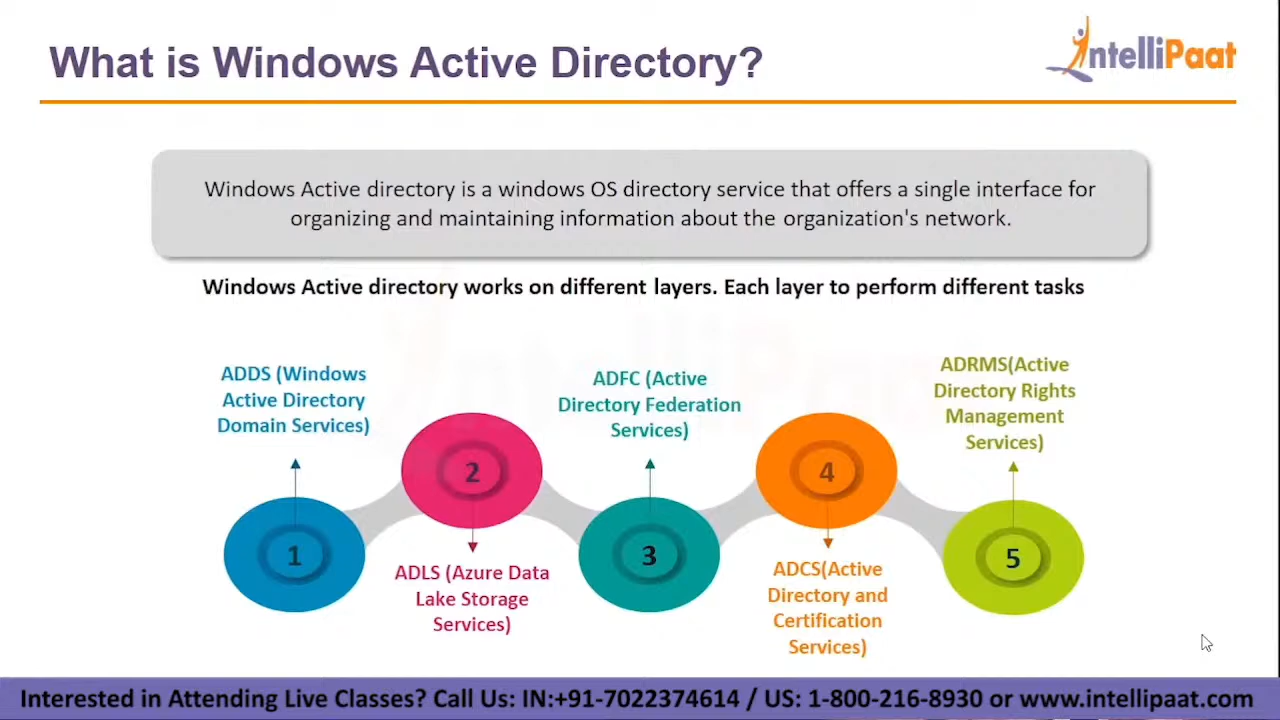 What is Windows Active Directory?
IntelliPaat
Windows Active directory is a windows OS directory service that offers a single interface for
organizing and maintaining information about the organization's network.
Windows Active directory works on different layers. Each layer to perform different tasks
ADDS (Windows
Active Directory
Domain Services)
1
2
ADLS (Azure Data
Lake Storage
Services)
ADFC (Active
Directory Federation
Services)
3
4
ADCS(Active
Directory and
Certification
Services)
ADRMS(Active
Directory Rights
Management
Services)
5
Interested in Attending Live Classes? Call Us: IN:+91-7022374614 / US: 1-800-216-8930 or www.intellipaat.com